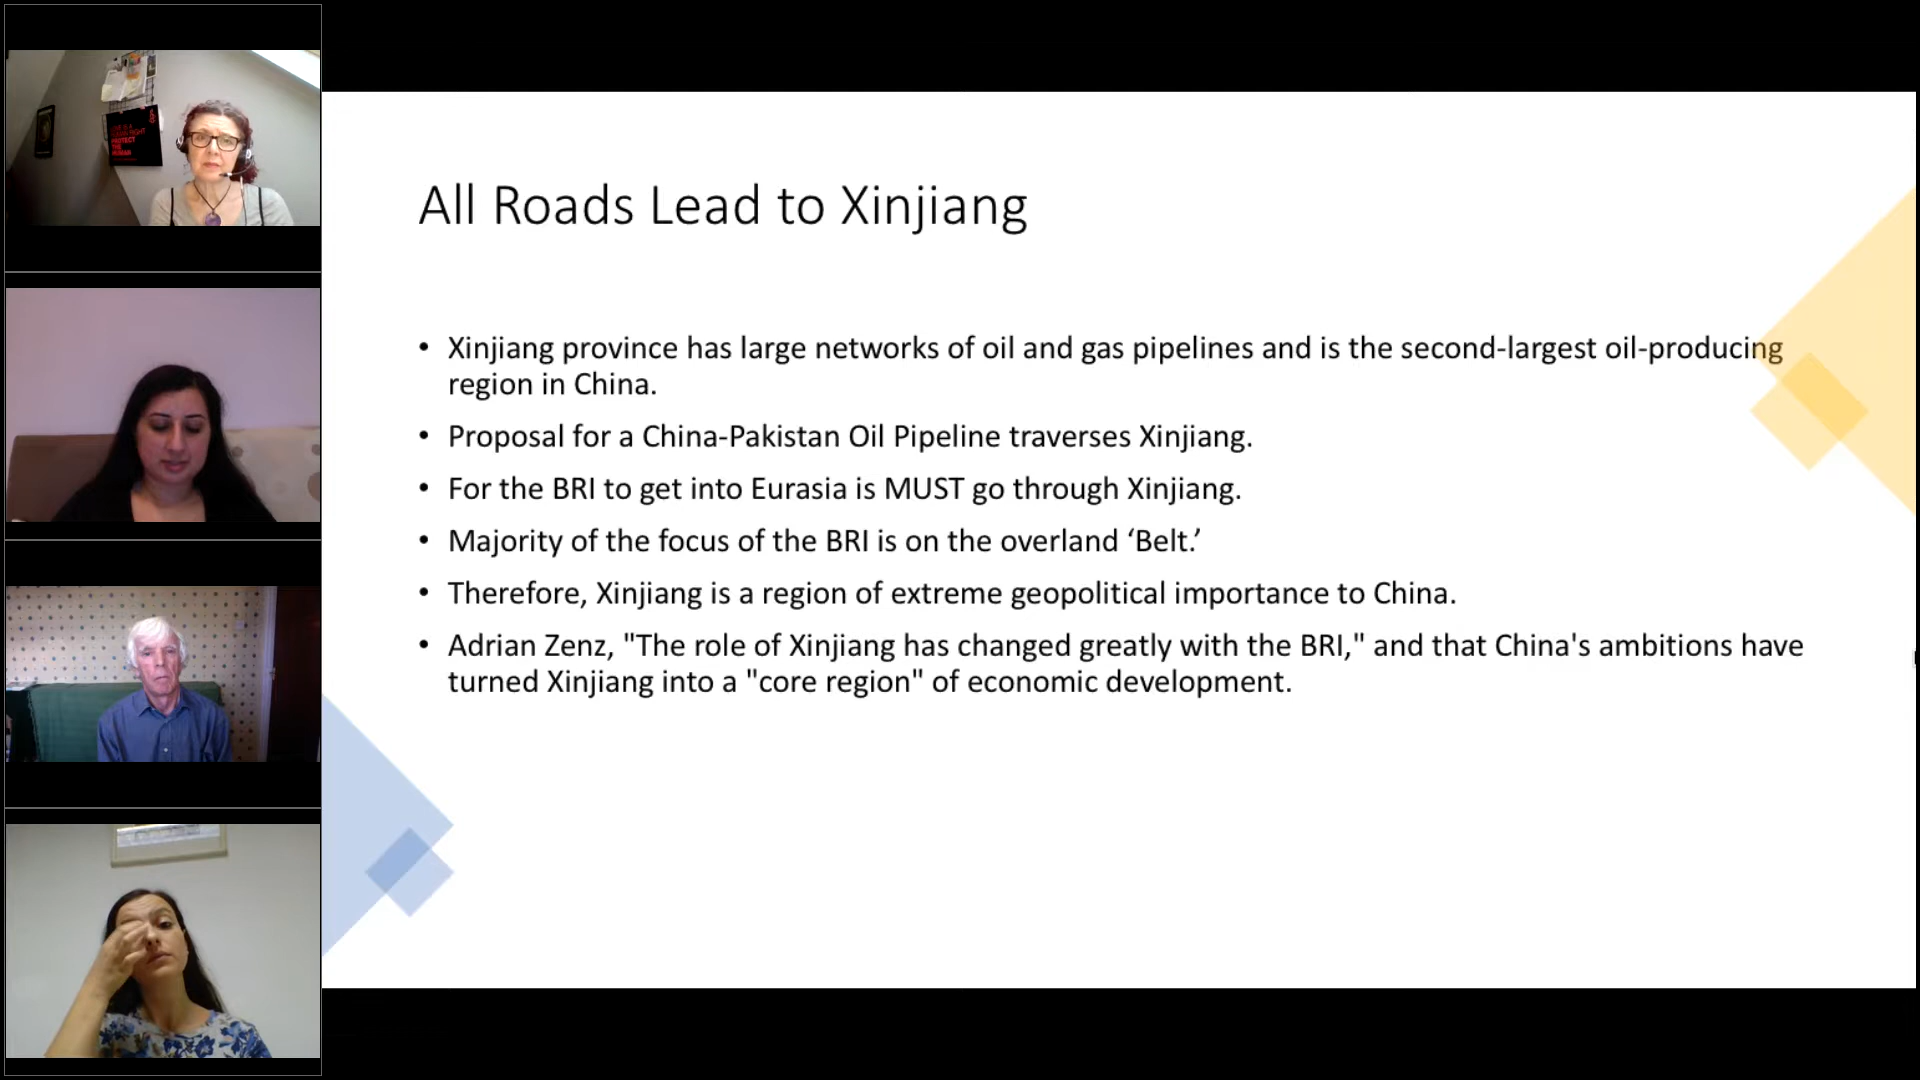 PROTECT
THE
HUMAN
All Roads Lead to Xinjiang
• Xinjiang province has large networks of oil and gas pipelines and is the second-largest oil-producing
region in China.
• Proposal for a China-Pakistan Oil Pipeline traverses Xinjiang.
• For the BRI to get into Eurasia is MUST go through Xinjiang.
• Majority of the focus of the BRI is on the overland ‘Belt.’
• Therefore, Xinjiang is a region of extreme geopolitical importance to China.
• Adrian Zenz, "The role of Xinjiang has changed greatly with the BRI," and that China's ambitions have
turned Xinjiang into a "core region" of economic development.